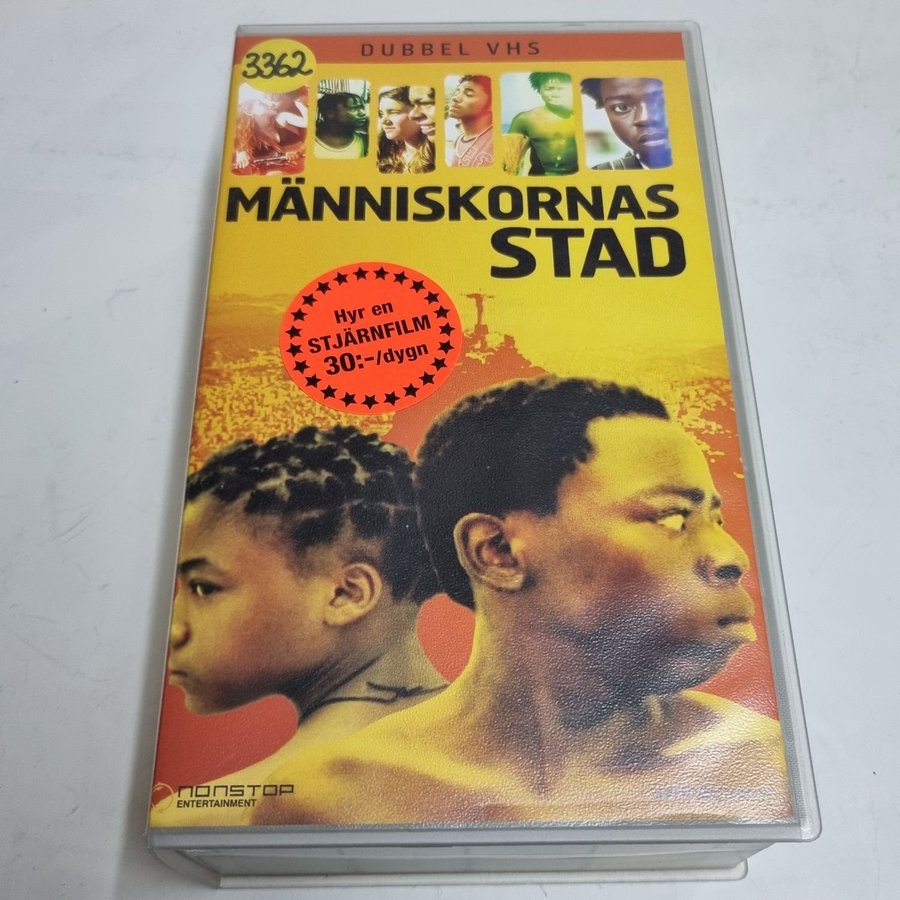 DUBBEL VHS
3362
MÄNNISKORNAS
STAD
Hyr en
STJÄRNFILM
30:-/dygn
nonstop
ENTERTAINMENT